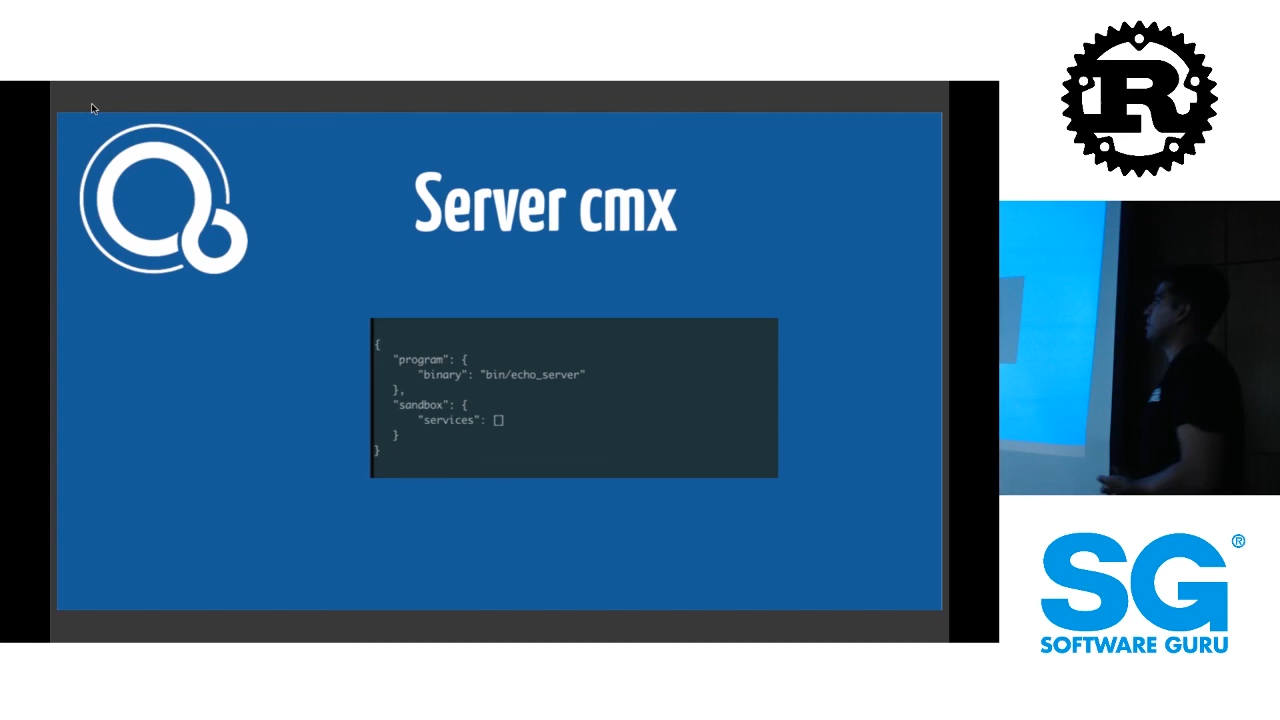 Server cmx
{
"program": {
"binary": "bin/echo_server"
},
"sandbox": {
"services": []
}
}
R
SG®
SOFTWARE GURU